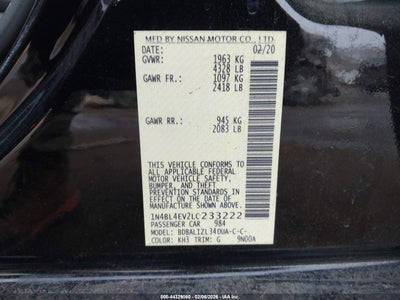 MFD BY NISSAN MOTOR CO., LTD.
DATE: 02/20
GVWR: 1963 KG
4328 LB
GAWR FR: 1097 KG
2418 LB
GAWR RR: 945 KG
2083 LB
THIS VEHICLE CONFORMS TO
ALL APPLICABLE FEDERAL
MOTOR VEHICLE SAFETY,
BUMPER, AND THEFT
PREVENTION STANDARDS IN
EFFECT ON THE DATE OF
MANUFACTURE SHOWN ABOVE.
1N4BL4EV2LC233222
PASSENGER CAR 984
MODEL: BDBALIZL34DUA-C-C-
COLOR: KH3 TRIM: G 9NDDA
© IAA, Inc. - 44329060 - 02/06/2026 -